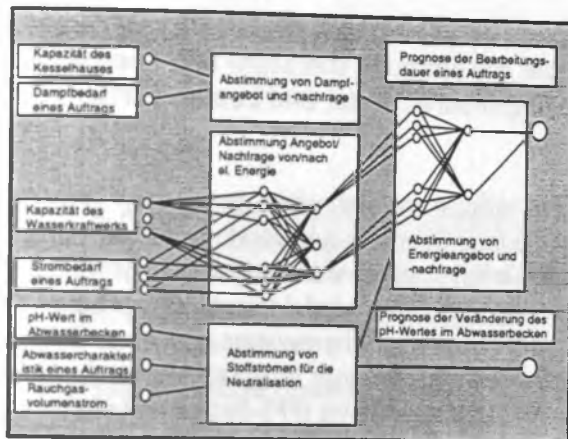 Kapazität des
Kesselhauses
Dampfbedarf
eines Auftrags
Abstimmung von Dampf-
angebot und -nachfrage
Prognose der Bearbeitungs-
dauer eines Auftrags
Abstimmung Angebot/
Nachfrage von/nach
el. Energie
Kapazität des
Wasserkraftwerks
Strombedarf
eines Auftrags
Abstimmung von
Energieangebot und
-nachfrage
pH-Wert im
Abwasserbecken
Abwassercharakter
istik eines Auftrags
Rauchgas-
volumenstrom
Abstimmung von
Stoffströmen für die
Neutralisation
Prognose der Veränderung des
pH-Wertes im Abwasserbecken